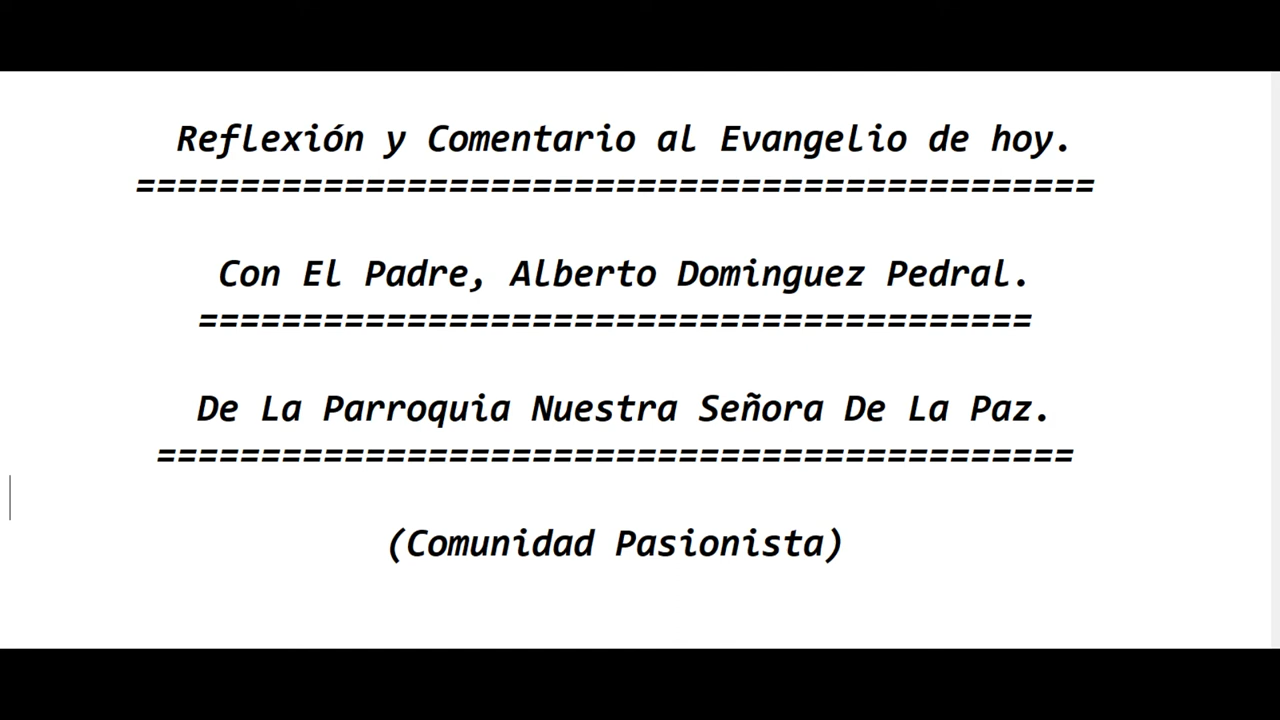 Reflexión y Comentario al Evangelio de hoy.
==============================================
Con El Padre, Alberto Dominguez Pedral.
========================================
De La Parroquia Nuestra Señora De La Paz.
============================================
(Comunidad Pasionista)